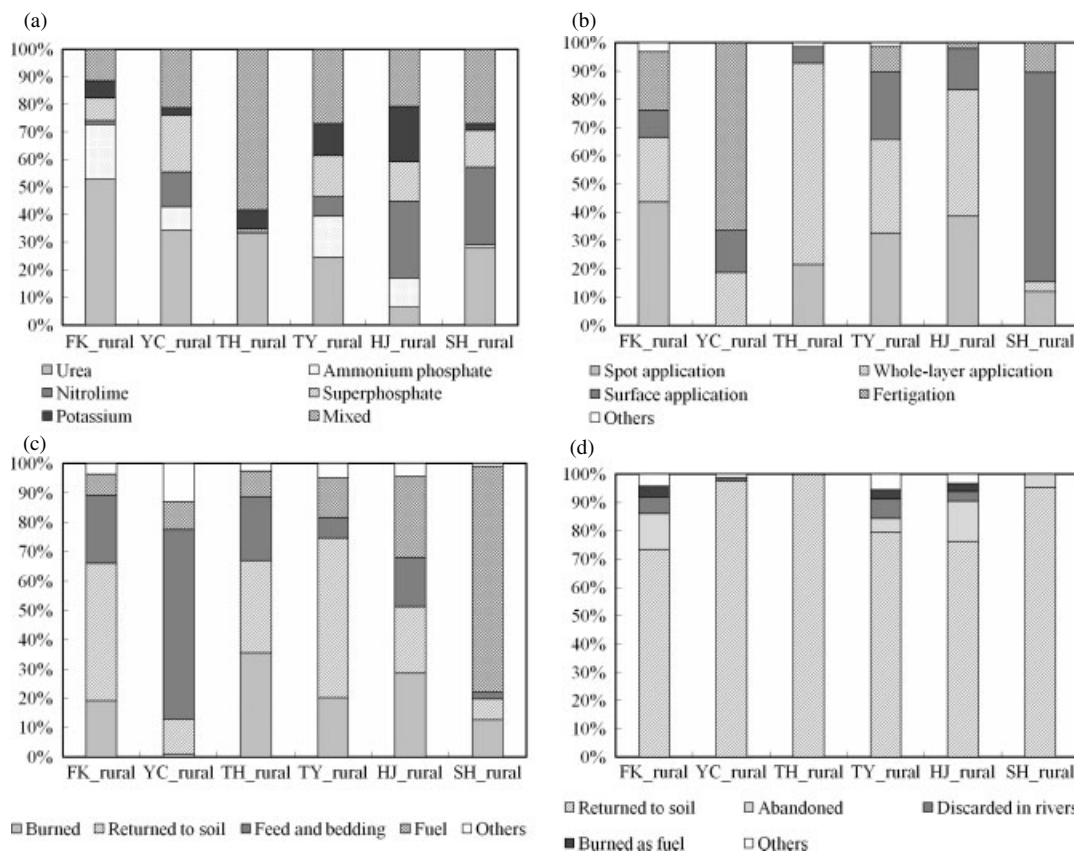 (a)
100%
90%
80%
70%
60%
50%
40%
30%
20%
10%
0%
FK_rural YC_rural TH_rural TY_rural HJ_rural SH_rural
Urea Ammonium phosphate
Nitrolime Superphosphate
Potassium Mixed
(b)
100%
90%
80%
70%
60%
50%
40%
30%
20%
10%
0%
FK_rural YC_rural TH_rural TY_rural HJ_rural SH_rural
Spot application Whole-layer application
Surface application Fertigation
Others
(c)
100%
90%
80%
70%
60%
50%
40%
30%
20%
10%
0%
FK_rural YC_rural TH_rural TY_rural HJ_rural SH_rural
Burned Returned to soil Feed and bedding Fuel Others
(d)
100%
90%
80%
70%
60%
50%
40%
30%
20%
10%
0%
FK_rural YC_rural TH_rural TY_rural HJ_rural SH_rural
Returned to soil Abandoned Discarded in rivers
Burned as fuel Others